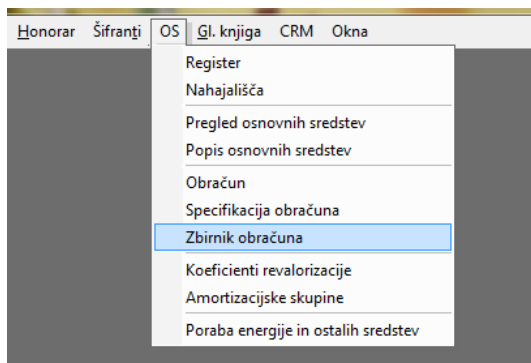 Honorar Šifranti OS Gl. knjiga CRM Okna
Register
Nahajališča
Pregled osnovnih sredstev
Popis osnovnih sredstev
Obračun
Specifikacija obračuna
Zbirnik obračuna
Koeficienti revalorizacije
Amortizacijske skupine
Poraba energije in ostalih sredstev